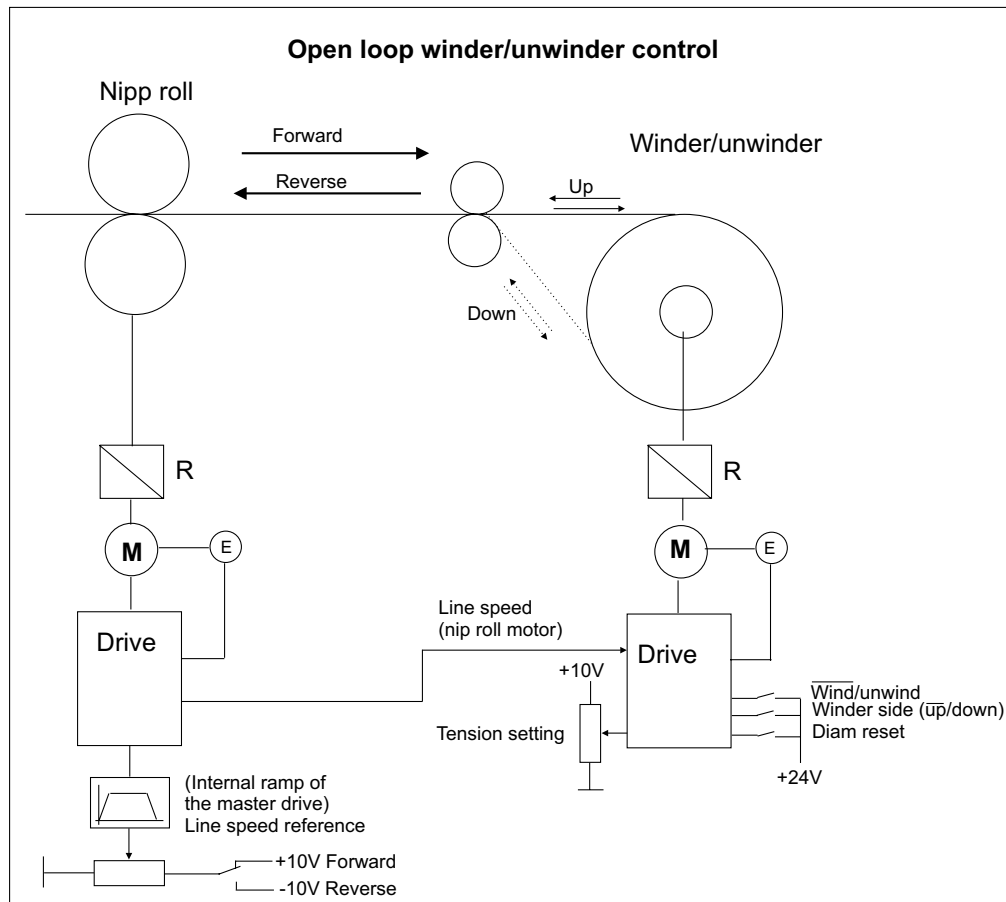 Open loop winder/unwinder control
Nipp roll
Forward
Reverse
Winder/unwinder
Up
Down
R
R
M
E
M
E
Drive
Line speed
(nip roll motor)
Drive
+10V
Tension setting
Wind/unwind
Winder side (up/down)
Diam reset
+24V
(Internal ramp of
the master drive)
Line speed reference
+10V Forward
-10V Reverse